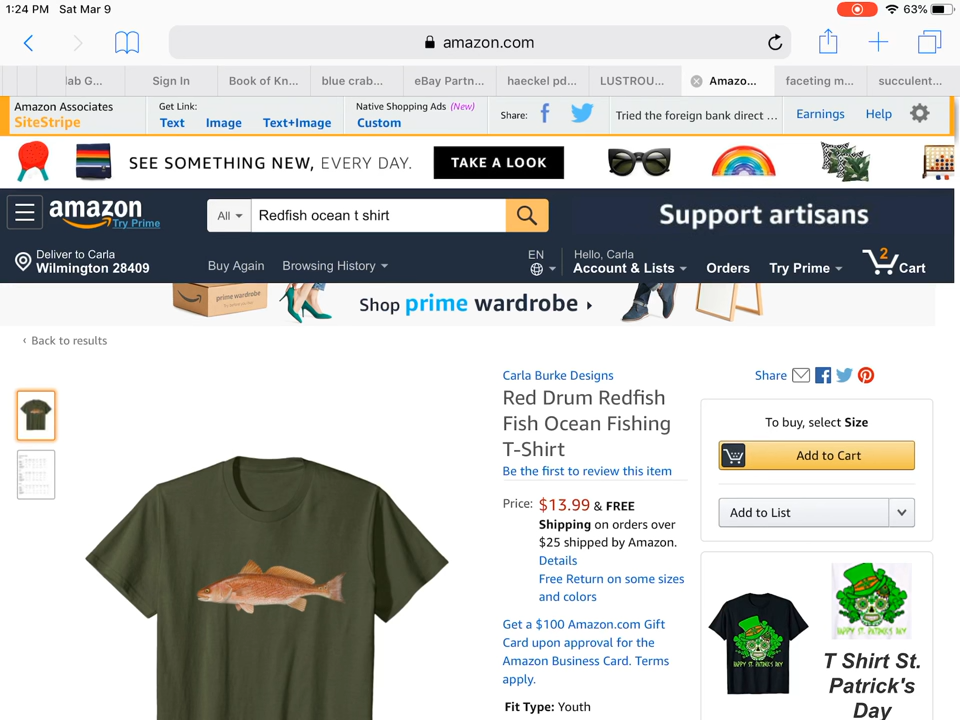 1:24 PM Sat Mar 9
63%
amazon.com
lab G...
Sign In
Book of Kn...
blue crab...
eBay Partn...
haeckel pd...
LUSTROU...
Amazo...
faceting m...
succulent...
Amazon Associates
SiteStripe
Get Link:
Text Image Text+Image
Native Shopping Ads (New)
Custom
Share:
Tried the foreign bank direct ...
Earnings
Help
SEE SOMETHING NEW, EVERY DAY.
TAKE A LOOK
amazon
Try Prime
All
Redfish ocean t shirt
Support artisans
Deliver to Carla
Wilmington 28409
Buy Again
Browsing History
EN
Hello, Carla
Account & Lists
Orders
Try Prime
2
Cart
prime wardrobe
Shop prime wardrobe
‹ Back to results
Carla Burke Designs
Red Drum Redfish
Fish Ocean Fishing
T-Shirt
Be the first to review this item
Price: $13.99 & FREE
Shipping on orders over
$25 shipped by Amazon.
Details
Free Return on some sizes
and colors
Get a $100 Amazon.com Gift
Card upon approval for the
Amazon Business Card. Terms
apply.
Fit Type: Youth
Share
To buy, select Size
Add to Cart
Add to List
HAPPY ST. PATRICK'S DAY
HAPPY ST. PATRICK'S DAY
T Shirt St.
Patrick's
Day